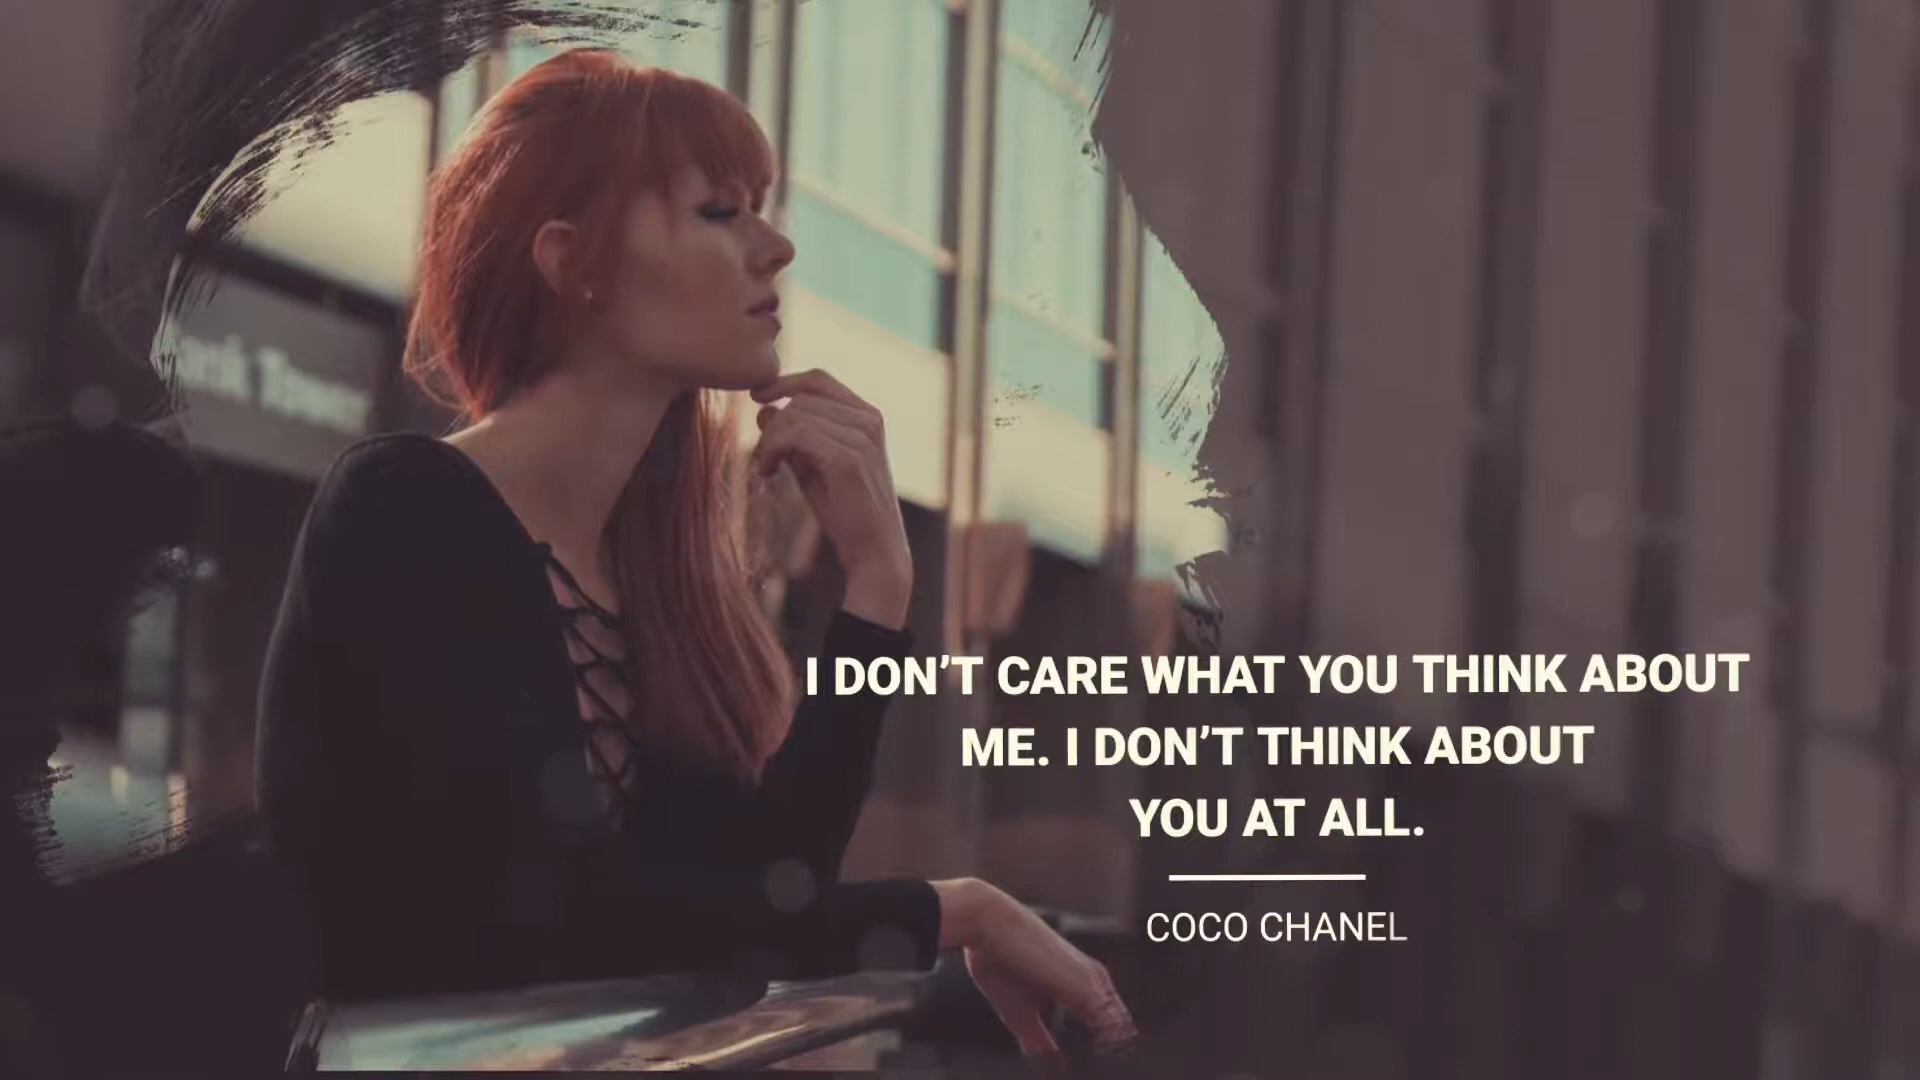 I DON’T CARE WHAT YOU THINK ABOUT
ME. I DON’T THINK ABOUT
YOU AT ALL.
COCO CHANEL